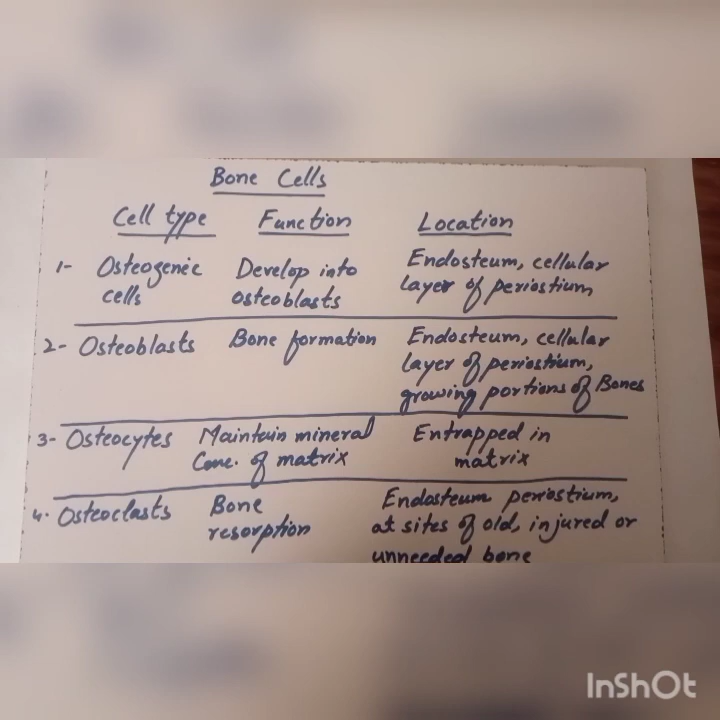 Bone Cells
Cell type Function Location
1- Osteogenic cells Develop into osteoblasts Endosteum, cellular layer of periostium
2- Osteoblasts Bone formation Endosteum, cellular layer of periostium, growing portions of Bones
3- Osteocytes Maintain mineral Conc. of matrix Entrapped in matrix
4. Osteoclasts Bone resorption Endosteum periostium, at sites of old, injured or unneeded bone
InShOt